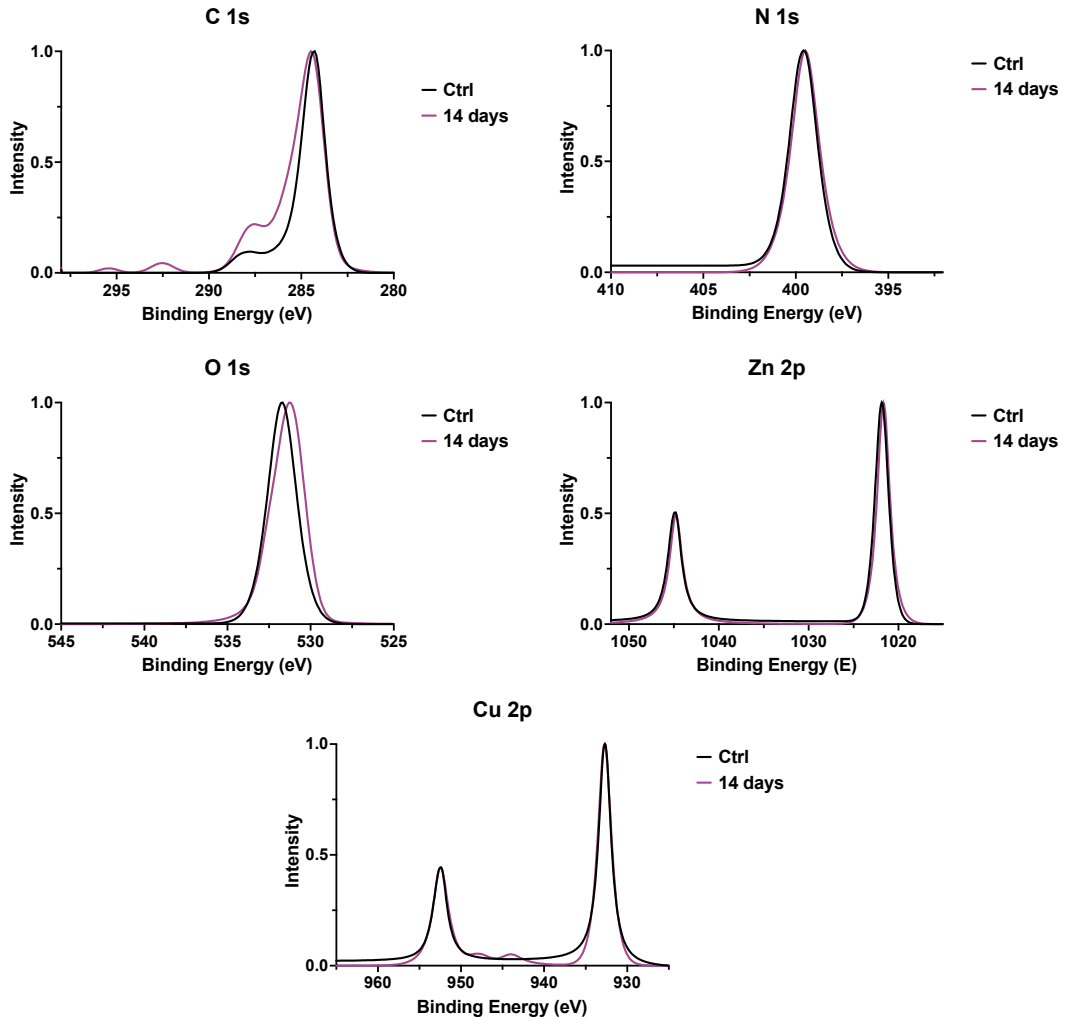 C 1s
1.0
0.5
0.0
Intensity
295
290
285
280
Binding Energy (eV)
Ctrl
14 days
N 1s
1.0
0.5
0.0
Intensity
410
405
400
395
Binding Energy (eV)
Ctrl
14 days
O 1s
1.0
0.5
0.0
Intensity
545
540
535
530
525
Binding Energy (eV)
Ctrl
14 days
Zn 2p
1.0
0.5
0.0
Intensity
1050
1040
1030
1020
Binding Energy (E)
Ctrl
14 days
Cu 2p
1.0
0.5
0.0
Intensity
960
950
940
930
Binding Energy (eV)
Ctrl
14 days